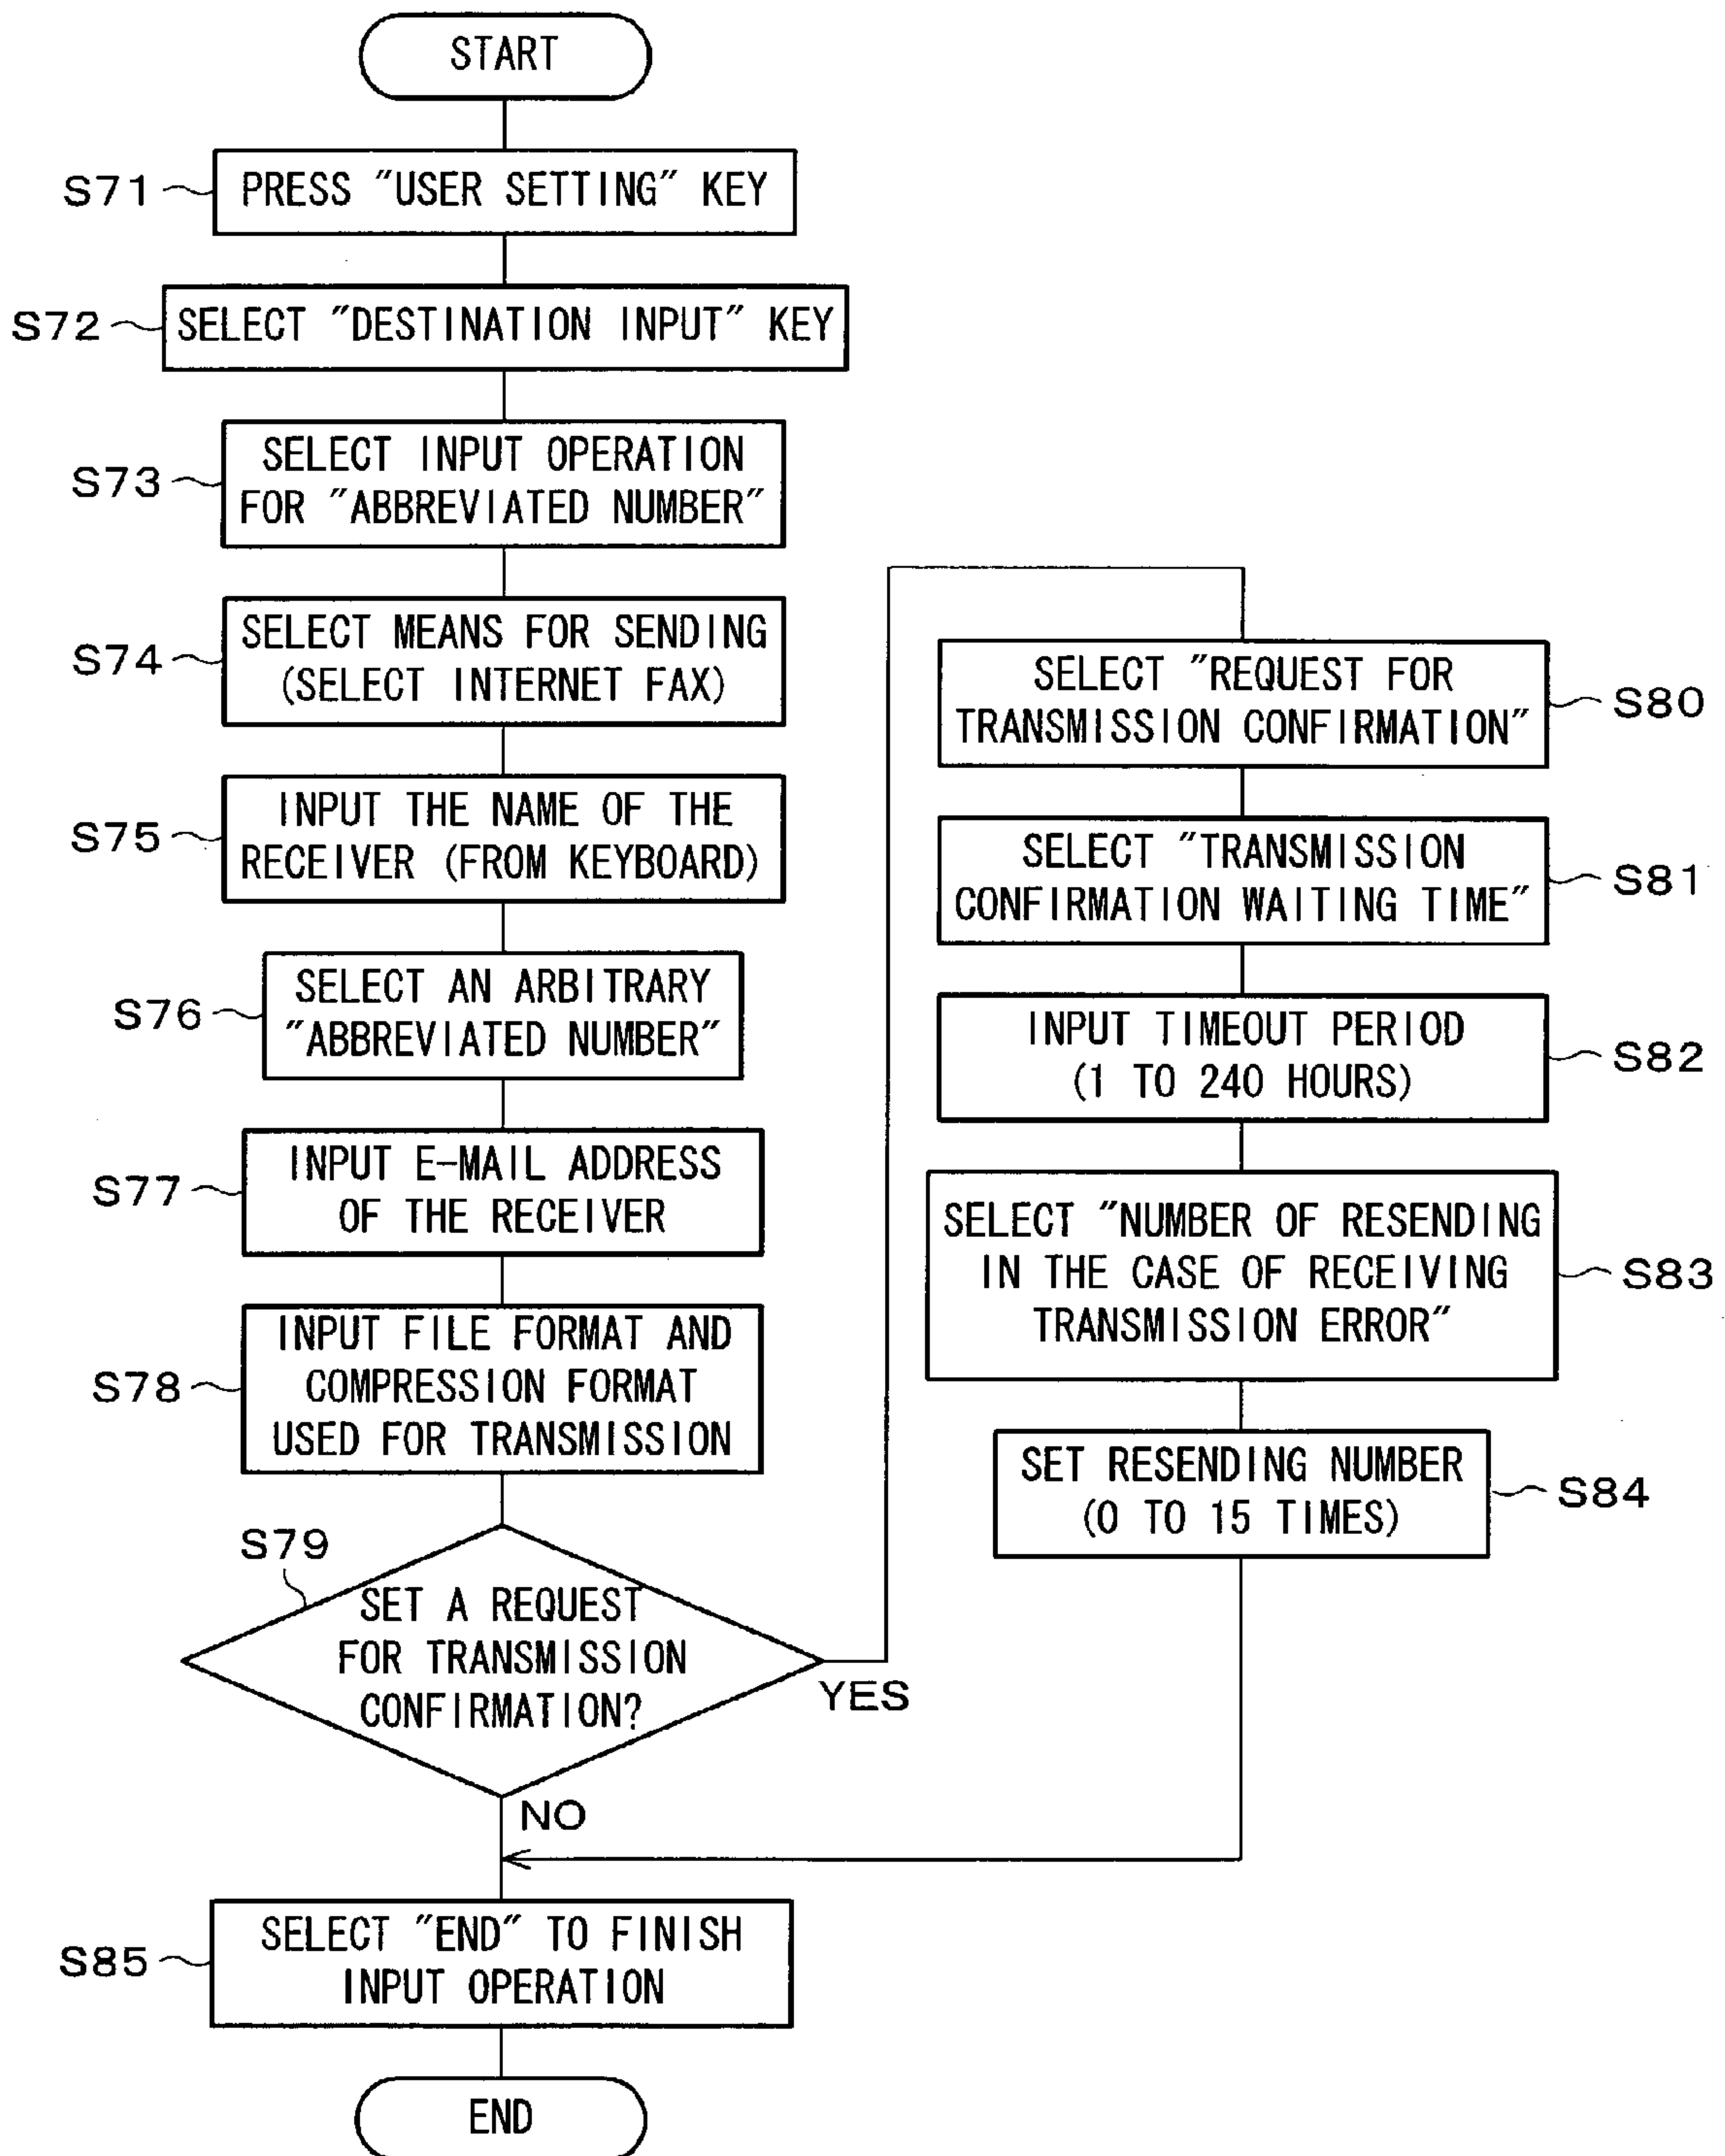 START
S71
PRESS "USER SETTING" KEY
S72
SELECT "DESTINATION INPUT" KEY
S73
SELECT INPUT OPERATION
FOR "ABBREVIATED NUMBER"
S74
SELECT MEANS FOR SENDING
(SELECT INTERNET FAX)
S75
INPUT THE NAME OF THE
RECEIVER (FROM KEYBOARD)
S76
SELECT AN ARBITRARY
"ABBREVIATED NUMBER"
S77
INPUT E-MAIL ADDRESS
OF THE RECEIVER
S78
INPUT FILE FORMAT AND
COMPRESSION FORMAT
USED FOR TRANSMISSION
S79
SET A REQUEST
FOR TRANSMISSION
CONFIRMATION?
YES
NO
SELECT "REQUEST FOR
TRANSMISSION CONFIRMATION"
S80
SELECT "TRANSMISSION
CONFIRMATION WAITING TIME"
S81
INPUT TIMEOUT PERIOD
(1 TO 240 HOURS)
S82
SELECT "NUMBER OF RESENDING
IN THE CASE OF RECEIVING
TRANSMISSION ERROR"
S83
SET RESENDING NUMBER
(0 TO 15 TIMES)
S84
S85
SELECT "END" TO FINISH
INPUT OPERATION
END